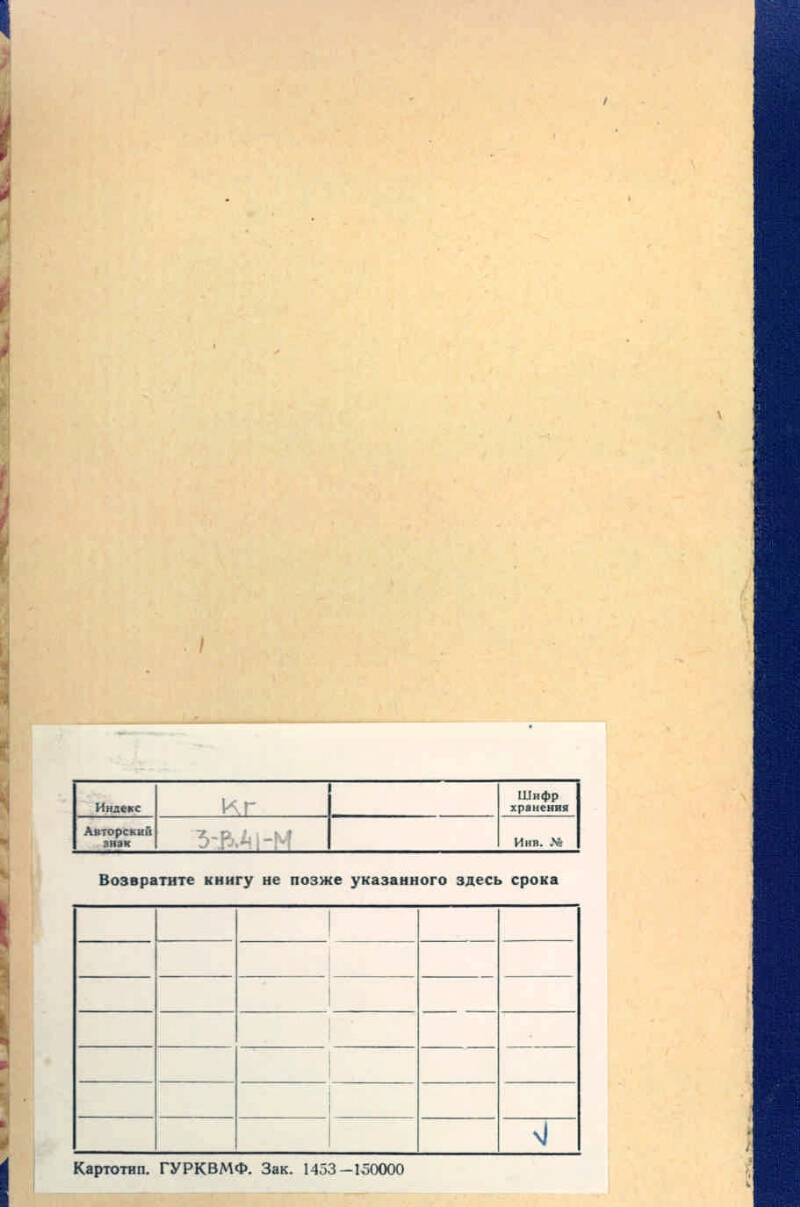 Индекс Кг Шифр хранения
Авторский знак З-В.41-М Инв. №
Возвратите книгу не позже указанного здесь срока
Картотип. ГУРКВМФ. Зак. 1453—150000